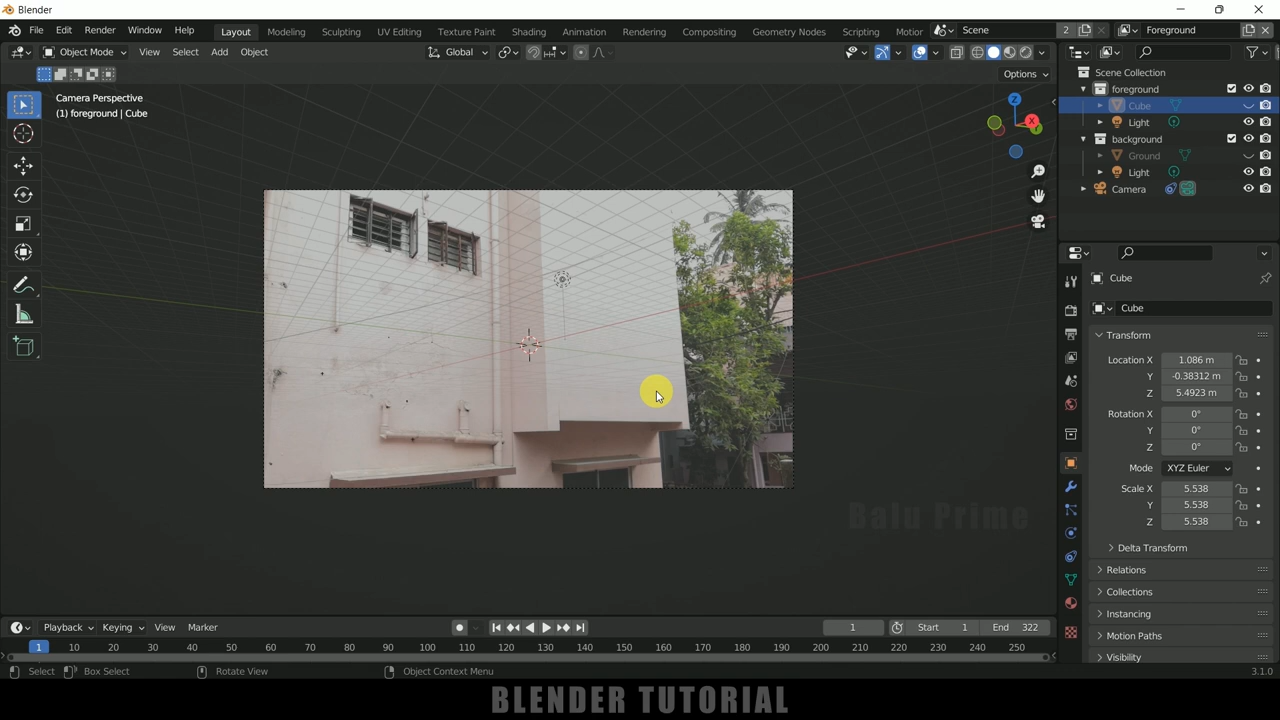 Blender
File Edit Render Window Help Layout Modeling Sculpting UV Editing Texture Paint Shading Animation Rendering Compositing Geometry Nodes Scripting Motion Scene 2 Foreground
Object Mode View Select Add Object Global
Options
Camera Perspective
(1) foreground | Cube
Z
X
Y
Scene Collection
foreground
Cube
Light
background
Ground
Light
Camera
Cube
Cube
Transform
Location X 1.086 m
Y -0.38312 m
Z 5.4923 m
Rotation X 0°
Y 0°
Z 0°
Mode XYZ Euler
Scale X 5.538
Y 5.538
Z 5.538
Delta Transform
Relations
Collections
Instancing
Motion Paths
Visibility
Balu Prime
Playback Keying View Marker 1 Start 1 End 322
1 10 20 30 40 50 60 70 80 90 100 110 120 130 140 150 160 170 180 190 200 210 220 230 240 250
Select Box Select Rotate View Object Context Menu 3.1.0
BLENDER TUTORIAL